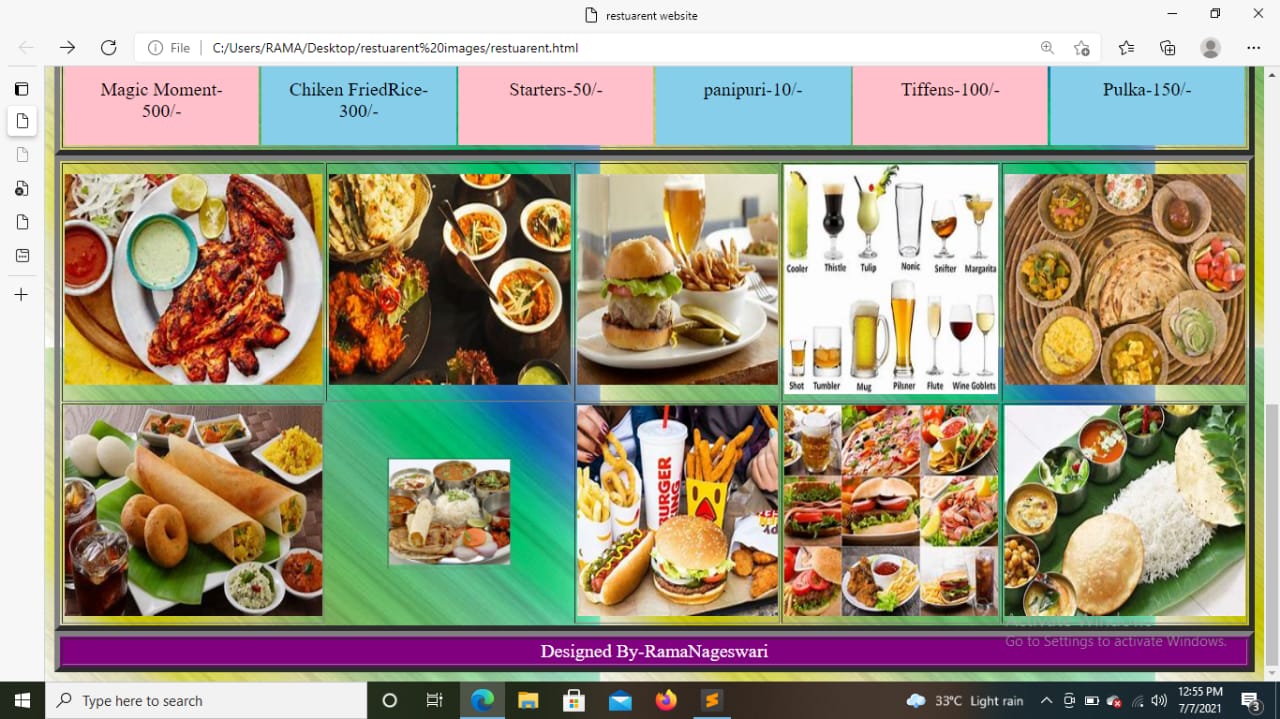 restuarent website
File
C:/Users/RAMA/Desktop/restuarent%20images/restuarent.html
Magic Moment-
500/-
Chiken FriedRice-
300/-
Starters-50/-
panipuri-10/-
Tiffens-100/-
Pulka-150/-
Cooler
Thistle
Tulip
Nonic
Snifter
Margarita
Shot
Tumbler
Mug
Pilsner
Flute
Wine Goblets
BURGER
KING
Activate Windows
Go to Settings to activate Windows.
Designed By-RamaNageswari
Type here to search
33°C Light rain
12:55 PM
7/7/2021
3